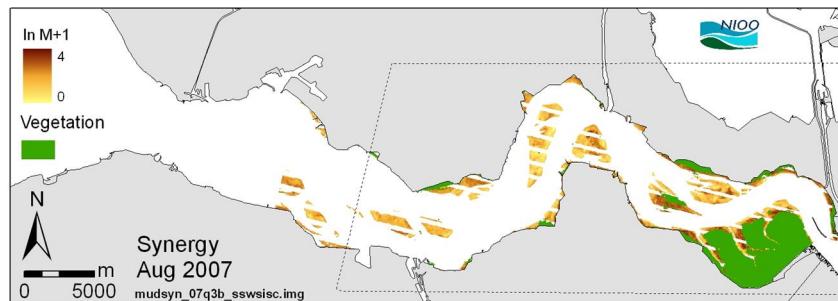 ln M+1
4
0
Vegetation
NIOO
N
Synergy
Aug 2007
0 5000 m
mudsyn_07q3b_sswsisc.img